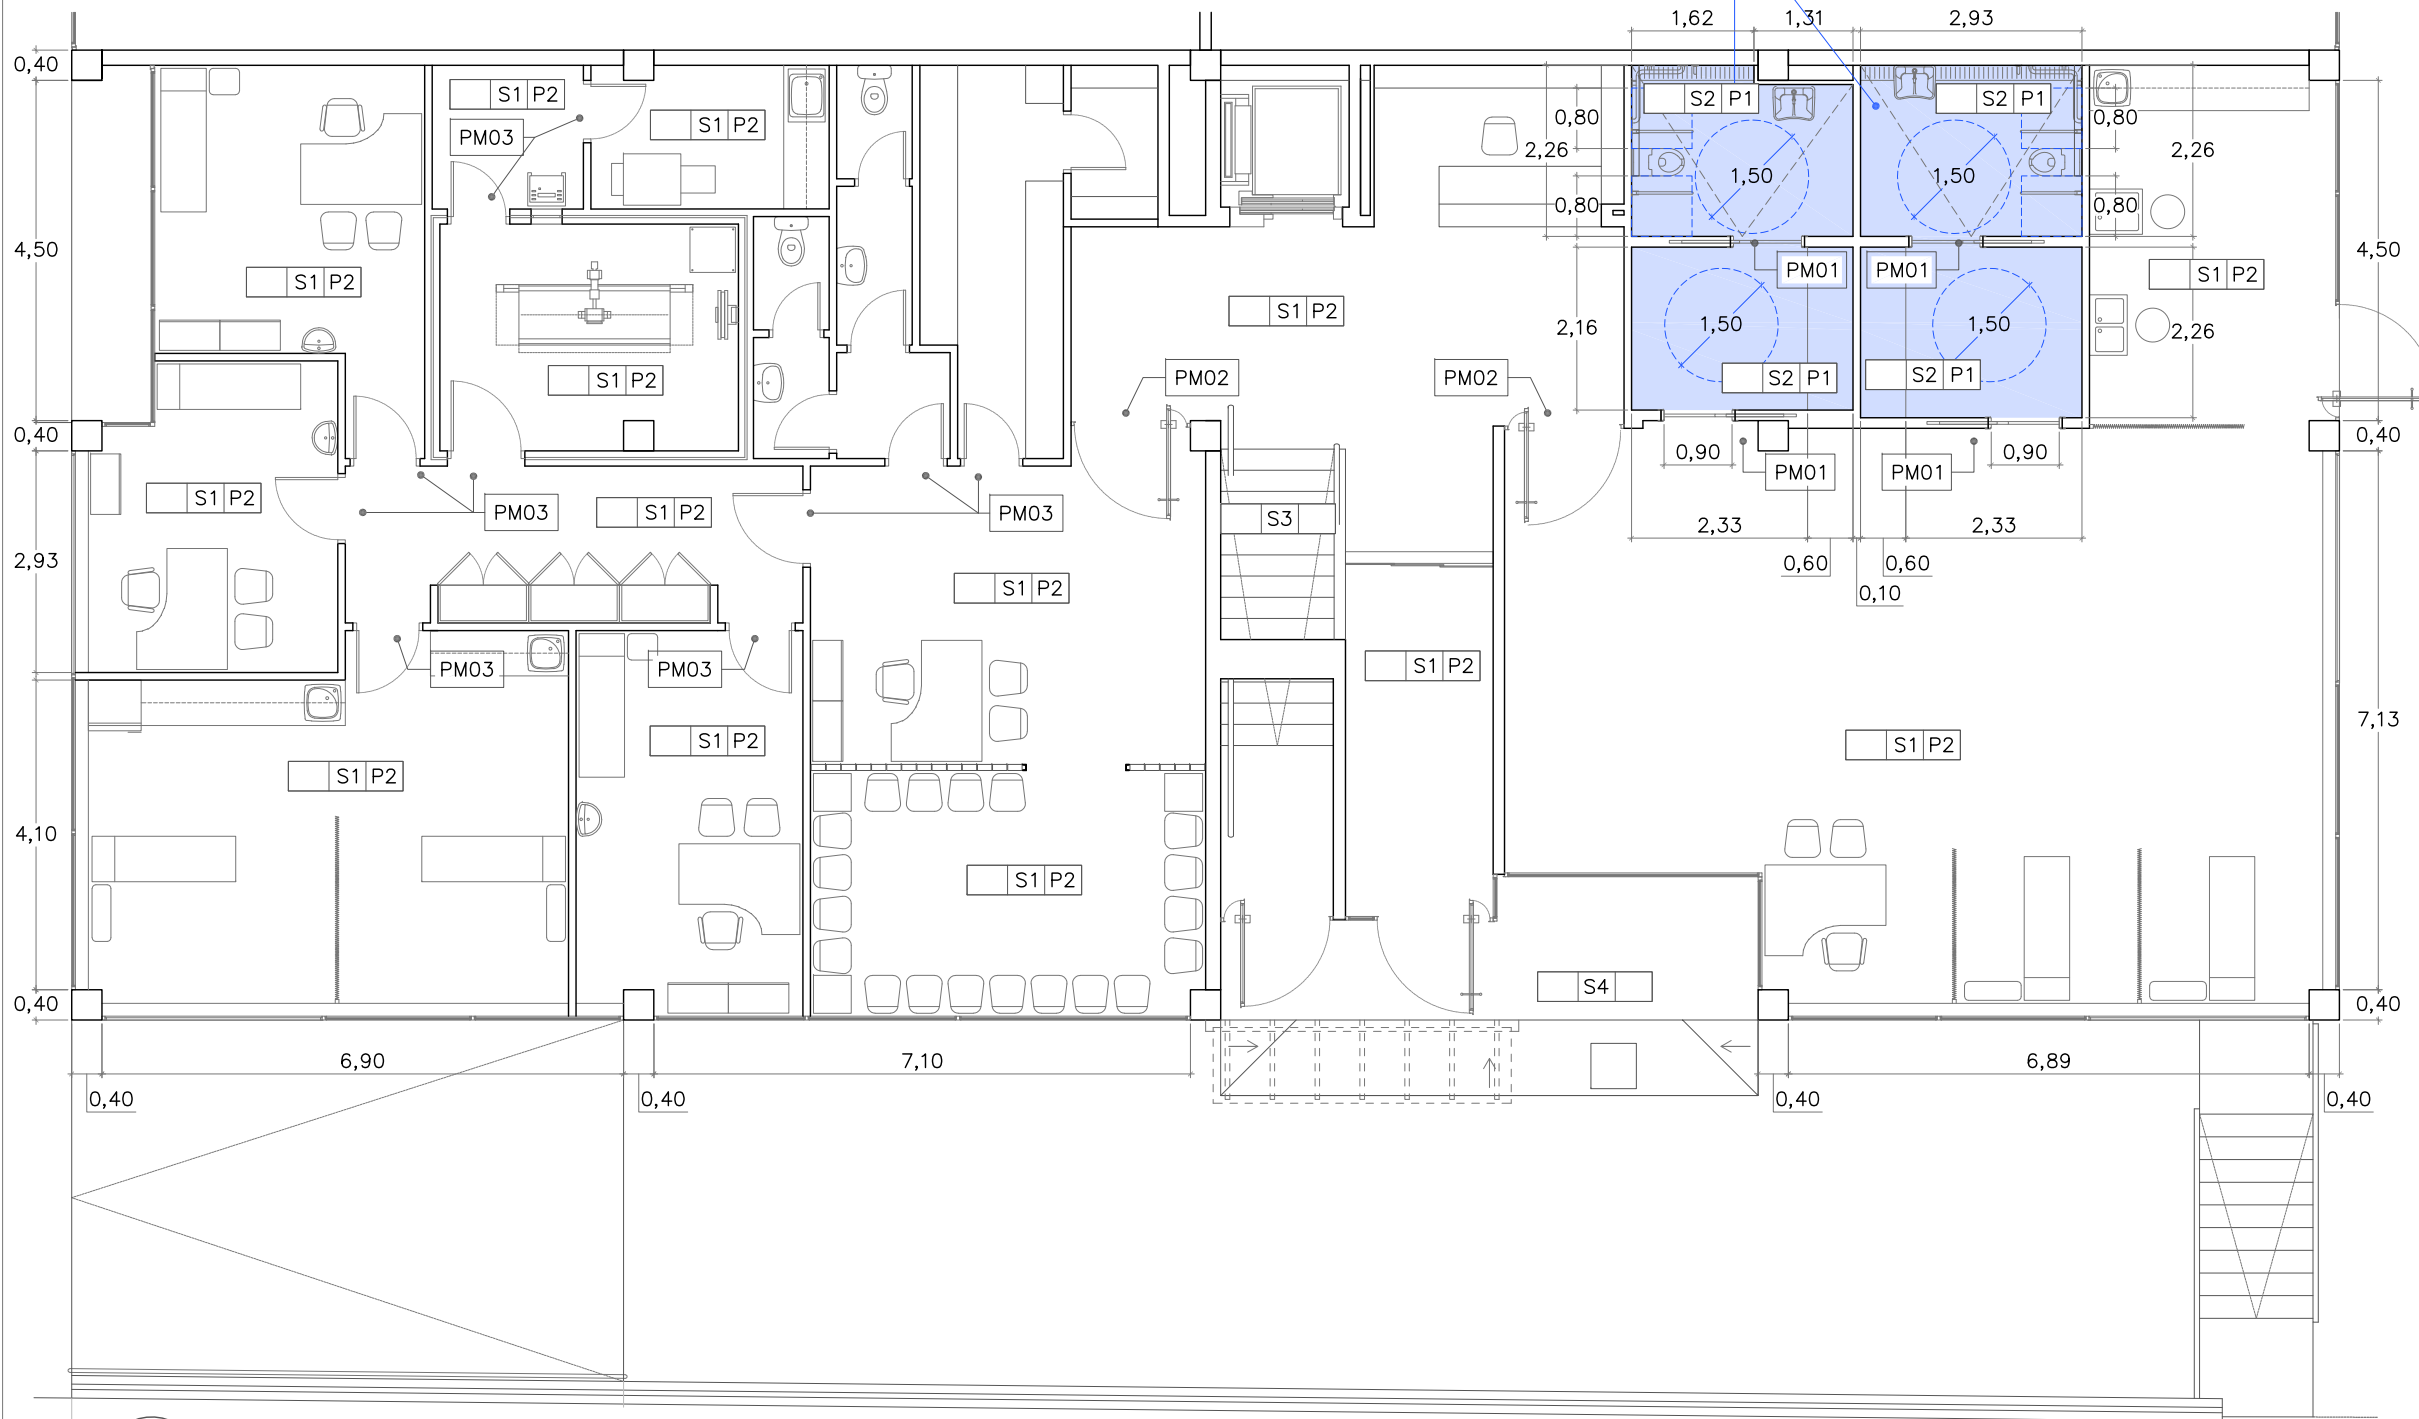 1,62 1,31 2,93
0,40
S1 P2
S2 P1
S2 P1
PM03
S1 P2
0,80
0,80
2,26
2,26
1,50
1,50
0,80
0,80
4,50
4,50
S1 P2
PM01
PM01
S1 P2
S1 P2
2,16
1,50
1,50
2,26
S1 P2
PM02
PM02
S2 P1
S2 P1
0,40
0,40
0,90
0,90
PM01
PM01
S1 P2
PM03
S1 P2
PM03
S3
2,33
2,33
2,93
0,60
0,60
0,10
S1 P2
PM03
PM03
S1 P2
7,13
S1 P2
S1 P2
S1 P2
4,10
S1 P2
S4
0,40
0,40
6,90
7,10
6,89
0,40
0,40
0,40
0,40